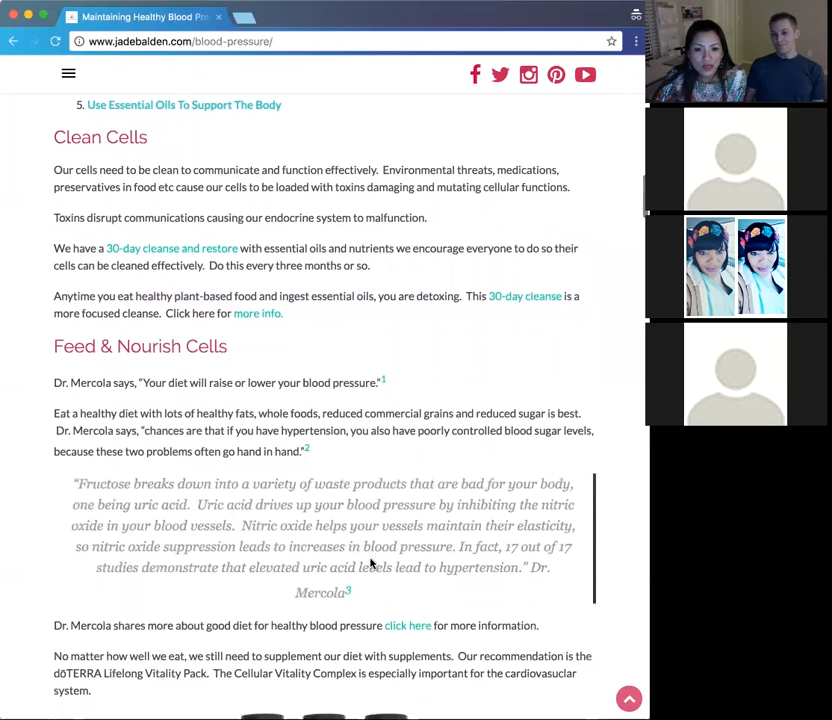 Maintaining Healthy Blood Pre
www.jadebalden.com/blood-pressure/
5. Use Essential Oils To Support The Body
Clean Cells
Our cells need to be clean to communicate and function effectively.  Environmental threats, medications,
preservatives in food etc cause our cells to be loaded with toxins damaging and mutating cellular functions.
Toxins disrupt communications causing our endocrine system to malfunction.
We have a 30-day cleanse and restore with essential oils and nutrients we encourage everyone to do so their
cells can be cleaned effectively.  Do this every three months or so.
Anytime you eat healthy plant-based food and ingest essential oils, you are detoxing.  This 30-day cleanse is a
more focused cleanse.  Click here for more info.
Feed & Nourish Cells
Dr. Mercola says, “Your diet will raise or lower your blood pressure.”1
Eat a healthy diet with lots of healthy fats, whole foods, reduced commercial grains and reduced sugar is best.
Dr. Mercola says, “chances are that if you have hypertension, you also have poorly controlled blood sugar levels,
because these two problems often go hand in hand.”2
“Fructose breaks down into a variety of waste products that are bad for your body,
one being uric acid.  Uric acid drives up your blood pressure by inhibiting the nitric
oxide in your blood vessels.  Nitric oxide helps your vessels maintain their elasticity,
so nitric oxide suppression leads to increases in blood pressure. In fact, 17 out of 17
studies demonstrate that elevated uric acid levels lead to hypertension.” Dr.
Mercola3
Dr. Mercola shares more about good diet for healthy blood pressure click here for more information.
No matter how well we eat, we still need to supplement our diet with supplements.  Our recommendation is the
dōTERRA Lifelong Vitality Pack.  The Cellular Vitality Complex is especially important for the cardiovasuclar
system.